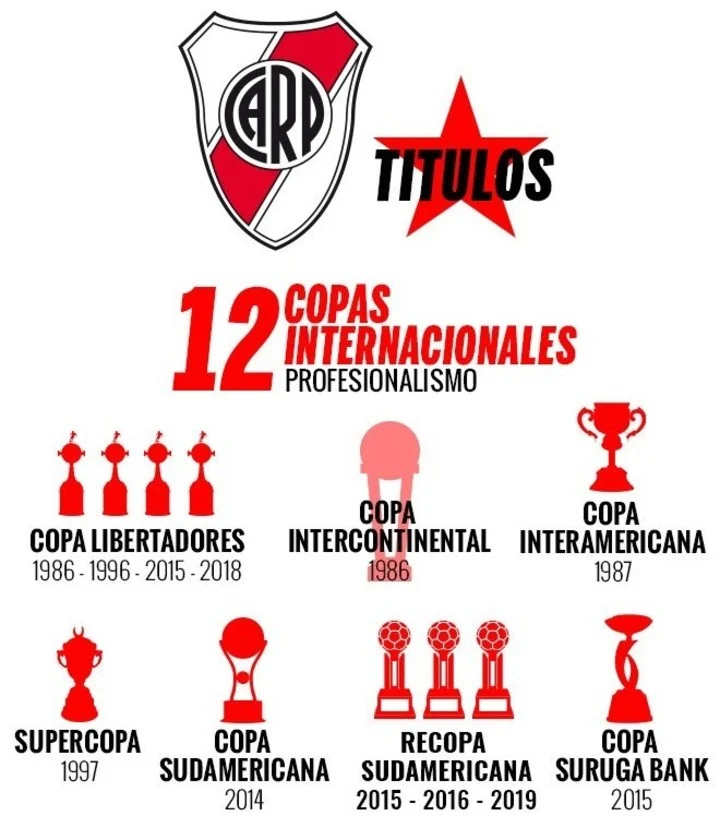 CARP
TITULOS
12 COPAS
INTERNACIONALES
PROFESIONALISMO
COPA LIBERTADORES
1986 - 1996 - 2015 - 2018
COPA
INTERCONTINENTAL
1986
COPA
INTERAMERICANA
1987
SUPERCOPA
1997
COPA
SUDAMERICANA
2014
RECOPA
SUDAMERICANA
2015 - 2016 - 2019
COPA
SURUGA BANK
2015